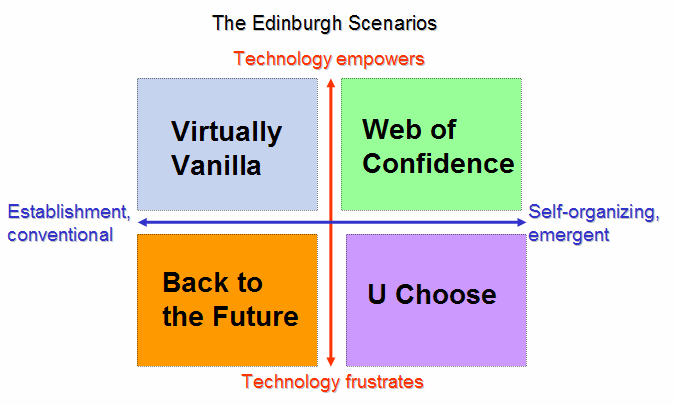 The Edinburgh Scenarios
Technology empowers
Virtually
Vanilla
Web of
Confidence
Establishment,
conventional
Self-organizing,
emergent
Back to
the Future
U Choose
Technology frustrates